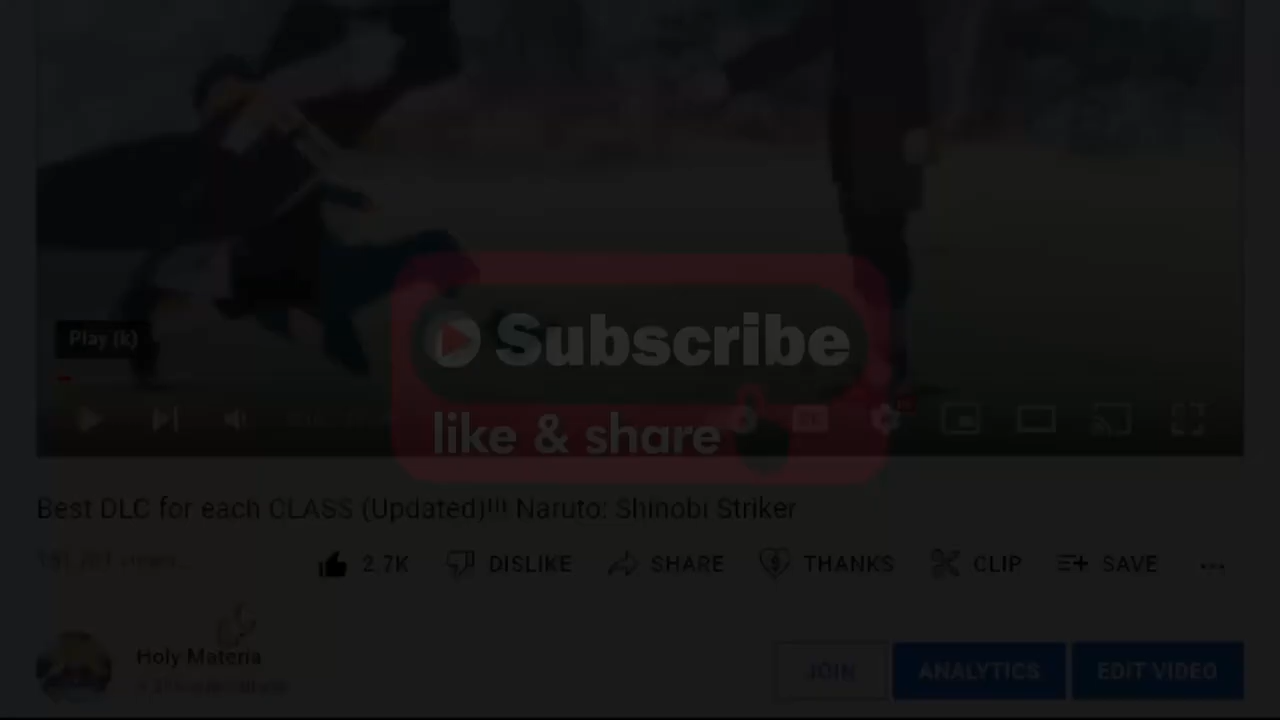 Play (k)
Subscribe
like & share
Best DLC for each CLASS (Updated)!!! Naruto: Shinobi Striker
2.7K DISLIKE SHARE THANKS CLIP SAVE
Holy Materia
JOIN ANALYTICS EDIT VIDEO